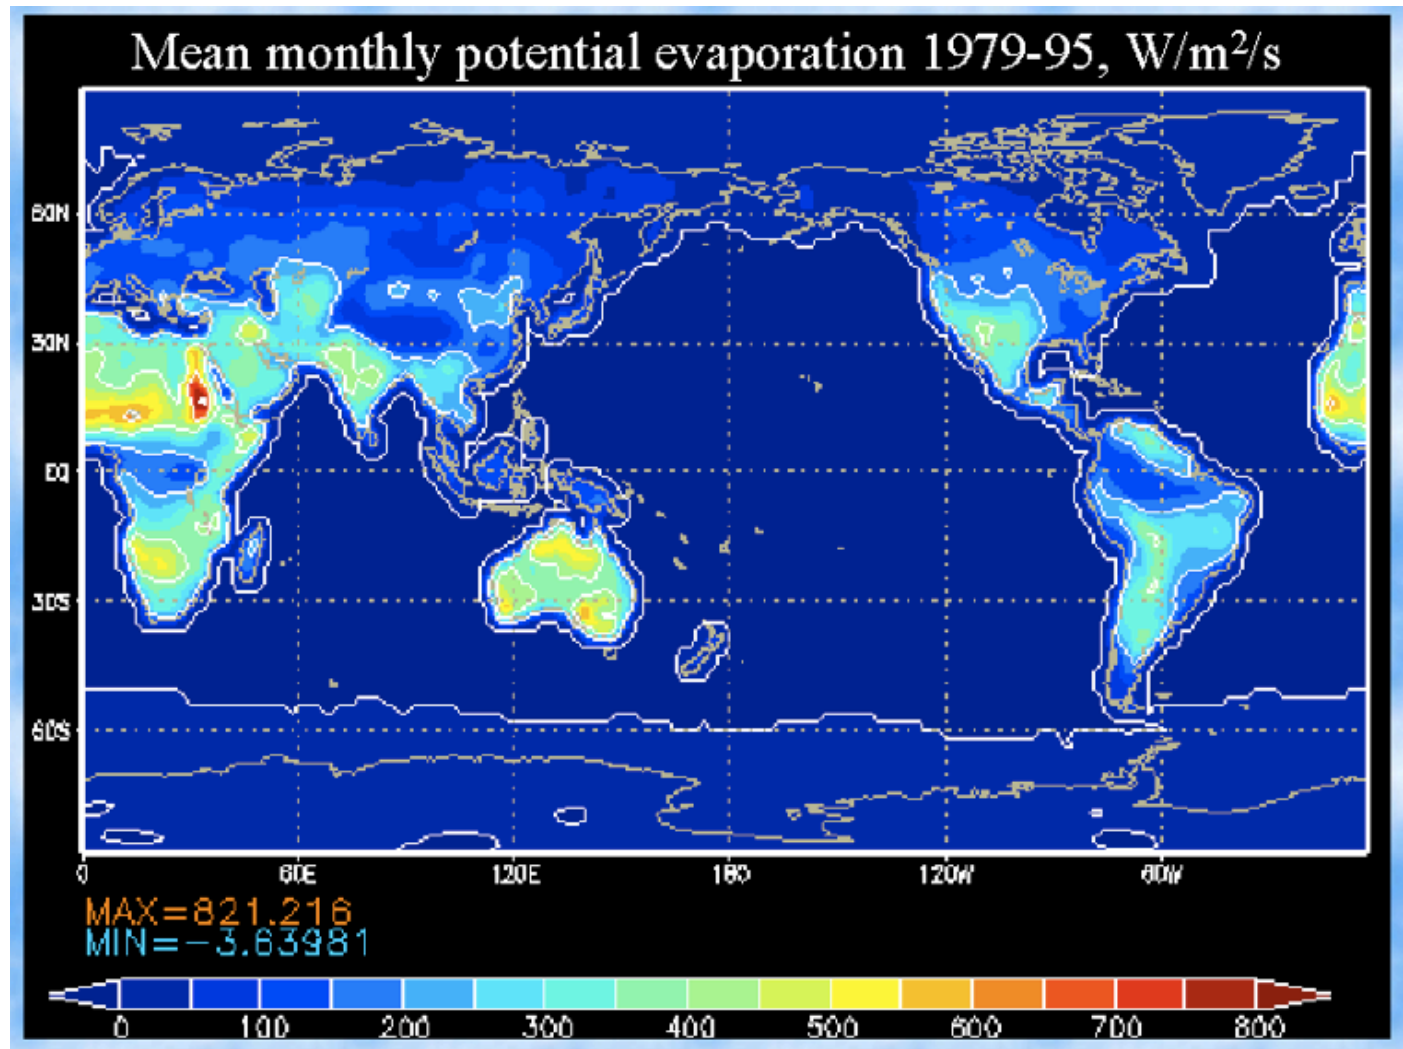 Mean monthly potential evaporation 1979-95, W/m²/s
60N
30N
EQ
30S
60S
0 60E 120E 180 120W 60W
MAX=821.216
MIN=-3.63981
0 100 200 300 400 500 600 700 800